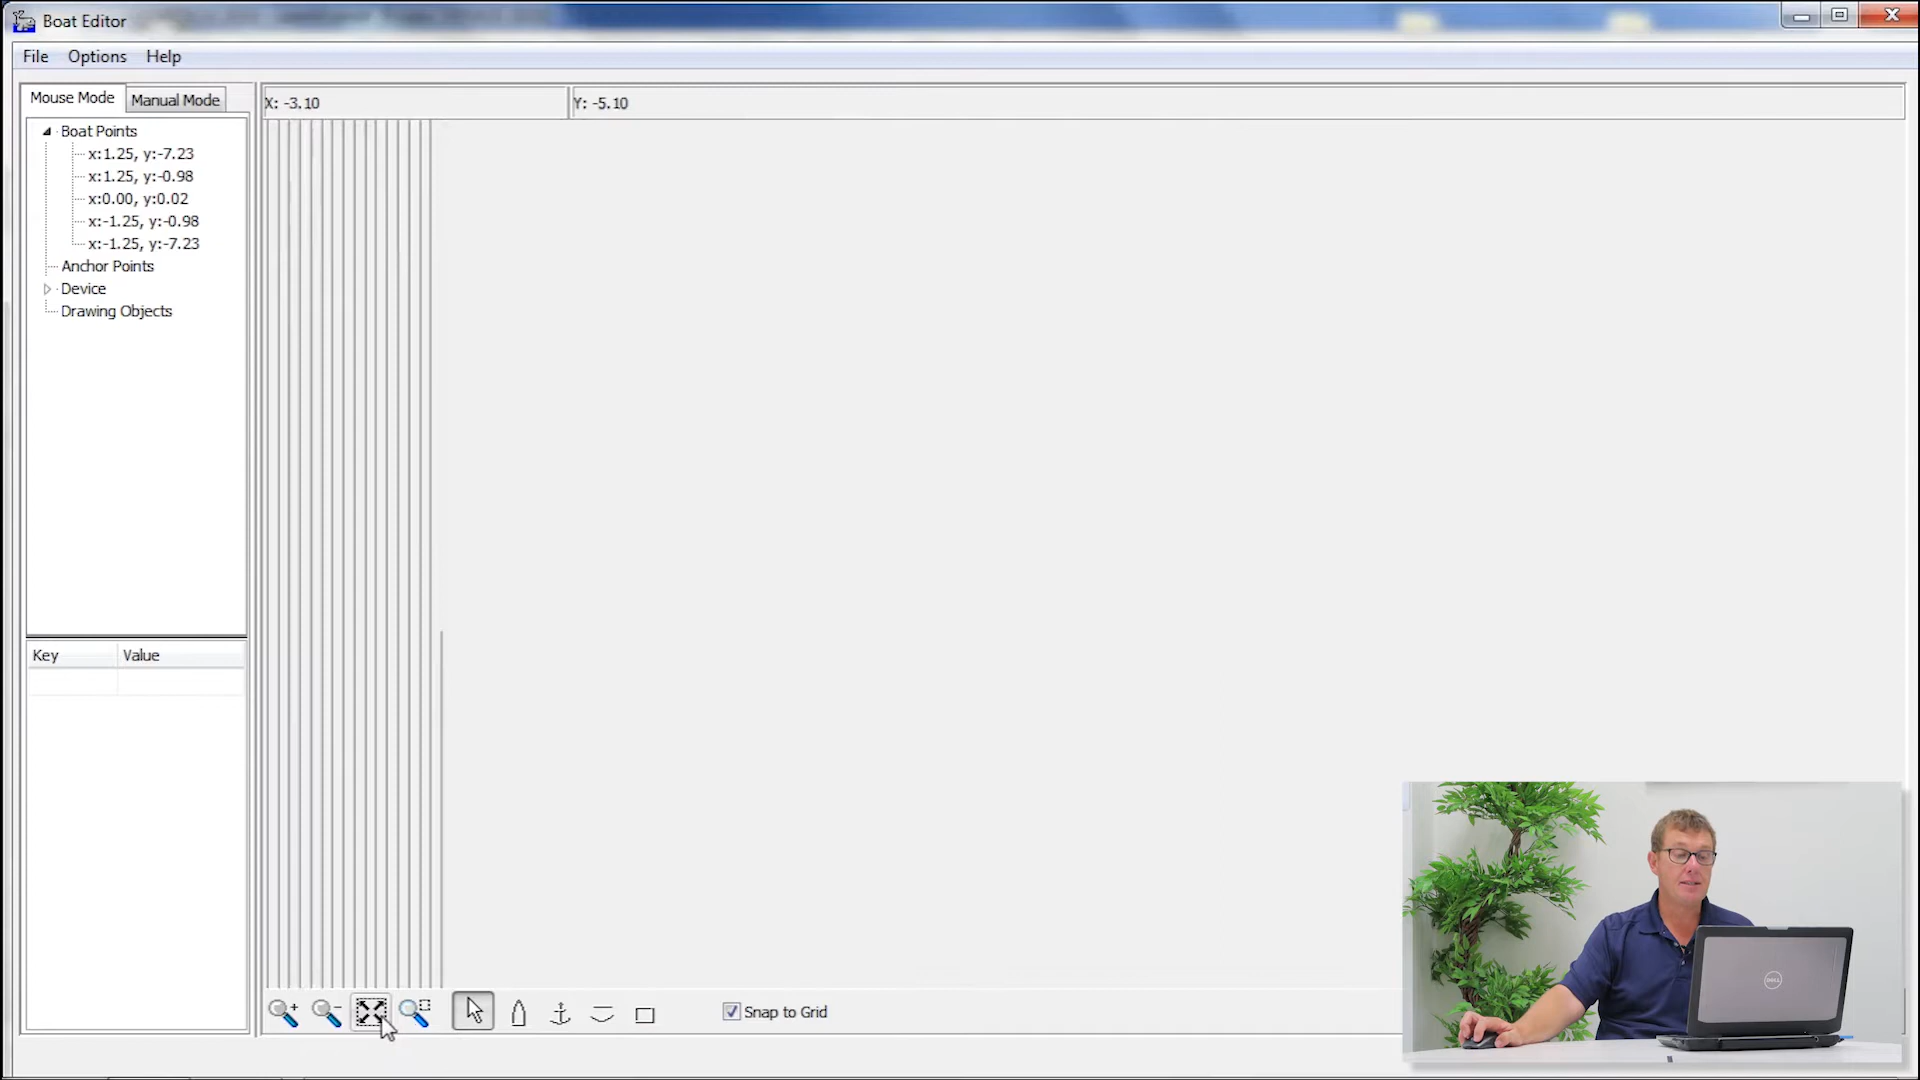 Boat Editor
File Options Help
Mouse Mode Manual Mode
X: -3.10 Y: -5.10
Boat Points
x:1.25, y:-7.23
x:1.25, y:-0.98
x:0.00, y:0.02
x:-1.25, y:-0.98
x:-1.25, y:-7.23
Anchor Points
Device
Drawing Objects
Key Value
Snap to Grid
DELL